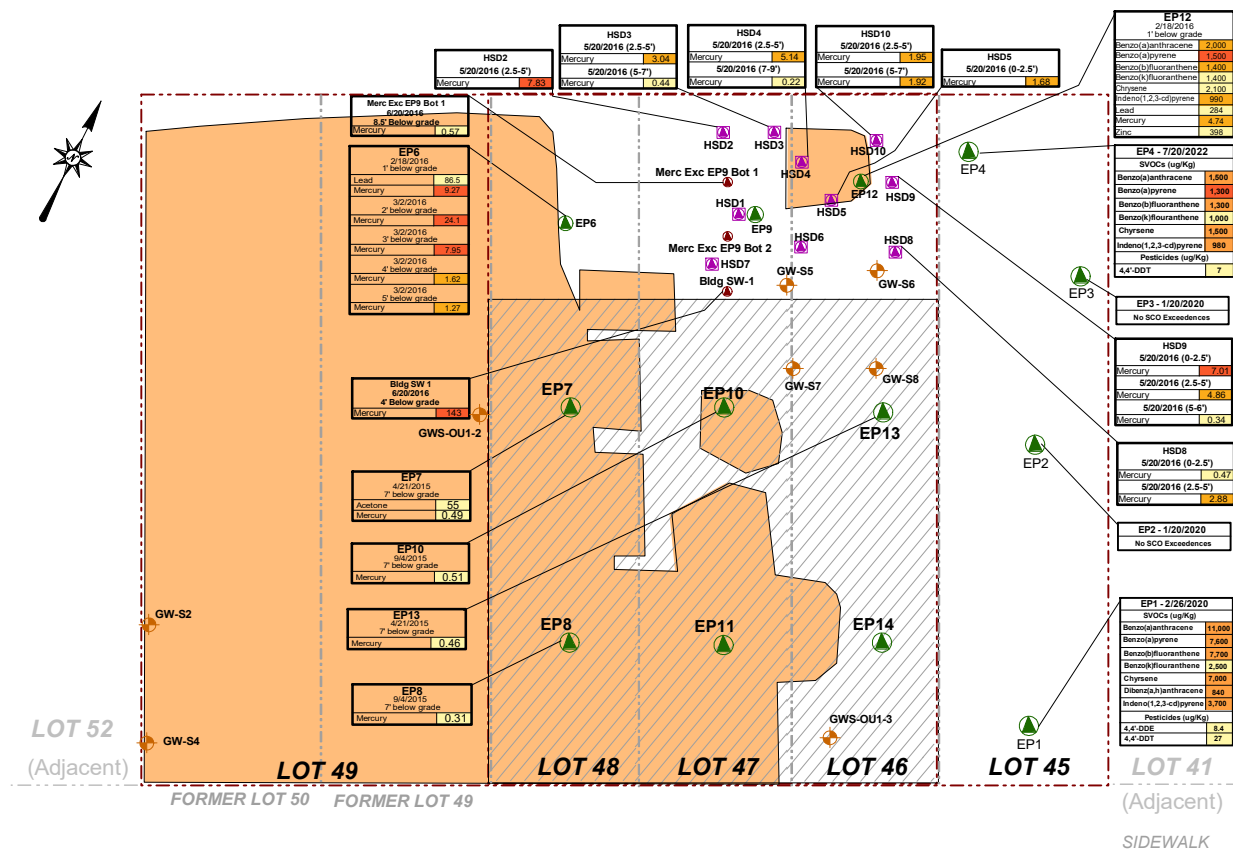 HSD2
5/20/2016 (2.5-5')
Mercury 7.83
HSD3
5/20/2016 (2.5-5')
Mercury 3.04
5/20/2016 (5-7')
Mercury 0.44
HSD4
5/20/2016 (2.5-5')
Mercury 5.14
5/20/2016 (7-9')
Mercury 0.22
HSD10
5/20/2016 (2.5-5')
Mercury 1.95
5/20/2016 (5-7')
Mercury 1.92
HSD5
5/20/2016 (0-2.5')
Mercury 1.68
EP12
2/18/2016
1' below grade
Benzo(a)anthracene 2,000
Benzo(a)pyrene 1,500
Benzo(b)fluoranthene 1,400
Benzo(k)fluoranthene 1,400
Chrysene 2,100
Indeno(1,2,3-cd)pyrene 990
Lead 284
Mercury 4.74
Zinc 398
Merc Exc EP9 Bot 1
6/20/2016
8.5' Below grade
Mercury 0.57
EP6
2/18/2016
1' below grade
Lead 86.5
Mercury 9.27
3/2/2016
2' below grade
Mercury 24.1
3/2/2016
3' below grade
Mercury 7.95
3/2/2016
4' below grade
Mercury 1.62
3/2/2016
5' below grade
Mercury 1.27
EP4 - 7/20/2022
SVOCs (ug/Kg)
Benzo(a)anthracene 1,500
Benzo(a)pyrene 1,300
Benzo(b)fluoranthene 1,300
Benzo(k)flouranthene 1,000
Chyrsene 1,500
Indeno(1,2,3-cd)pyrene 980
Pesticides (ug/Kg)
4,4'-DDT 7
N
HSD2
HSD3
HSD10
HSD4
EP4
Merc Exc EP9 Bot 1
EP12
HSD9
HSD5
HSD1
EP9
EP6
Merc Exc EP9 Bot 2
HSD6
HSD8
HSD7
GW-S5
GW-S6
Bldg SW-1
EP3
EP3 - 1/20/2020
No SCO Exceedences
HSD9
5/20/2016 (0-2.5')
Mercury 7.01
5/20/2016 (2.5-5')
Mercury 4.86
5/20/2016 (5-6')
Mercury 0.34
Bldg SW 1
6/20/2016
4' Below grade
Mercury 143
GWS-OU1-2
EP7
EP10
GW-S7
GW-S8
EP13
EP2
HSD8
5/20/2016 (0-2.5')
Mercury 0.47
5/20/2016 (2.5-5')
Mercury 2.88
EP7
4/21/2015
7' below grade
Acetone 55
Mercury 0.49
EP2 - 1/20/2020
No SCO Exceedences
EP10
9/4/2015
7' below grade
Mercury 0.51
EP13
4/21/2015
7' below grade
Mercury 0.46
EP8
9/4/2015
7' below grade
Mercury 0.31
GW-S2
EP8
EP11
EP14
EP1 - 2/26/2020
SVOCs (ug/Kg)
Benzo(a)anthracene 11,000
Benzo(a)pyrene 7,600
Benzo(b)fluoranthene 7,700
Benzo(k)flouranthene 2,500
Chyrsene 7,000
Dibenz(a,h)anthracene 840
Indeno(1,2,3-cd)pyrene 3,700
Pesticides (ug/Kg)
4,4'-DDE 8.4
4,4'-DDT 27
GWS-OU1-3
EP1
GW-S4
LOT 52
(Adjacent)
LOT 49
LOT 48
LOT 47
LOT 46
LOT 45
LOT 41
(Adjacent)
FORMER LOT 50
FORMER LOT 49
SIDEWALK